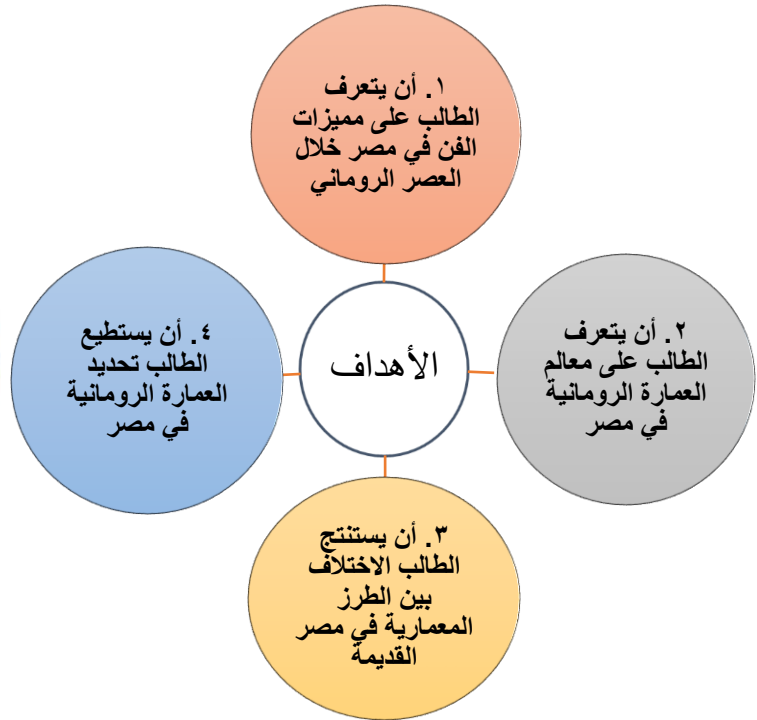 ١. أن يتعرف
الطالب على مميزات
الفن في مصر خلال
العصر الروماني
٢. أن يتعرف
الطالب على معالم
العمارة الرومانية
في مصر
الأهداف
٤. أن يستطيع
الطالب تحديد
العمارة الرومانية
في مصر
٣. أن يستنتج
الطالب الاختلاف
بين الطرز
المعمارية في مصر
القديمة